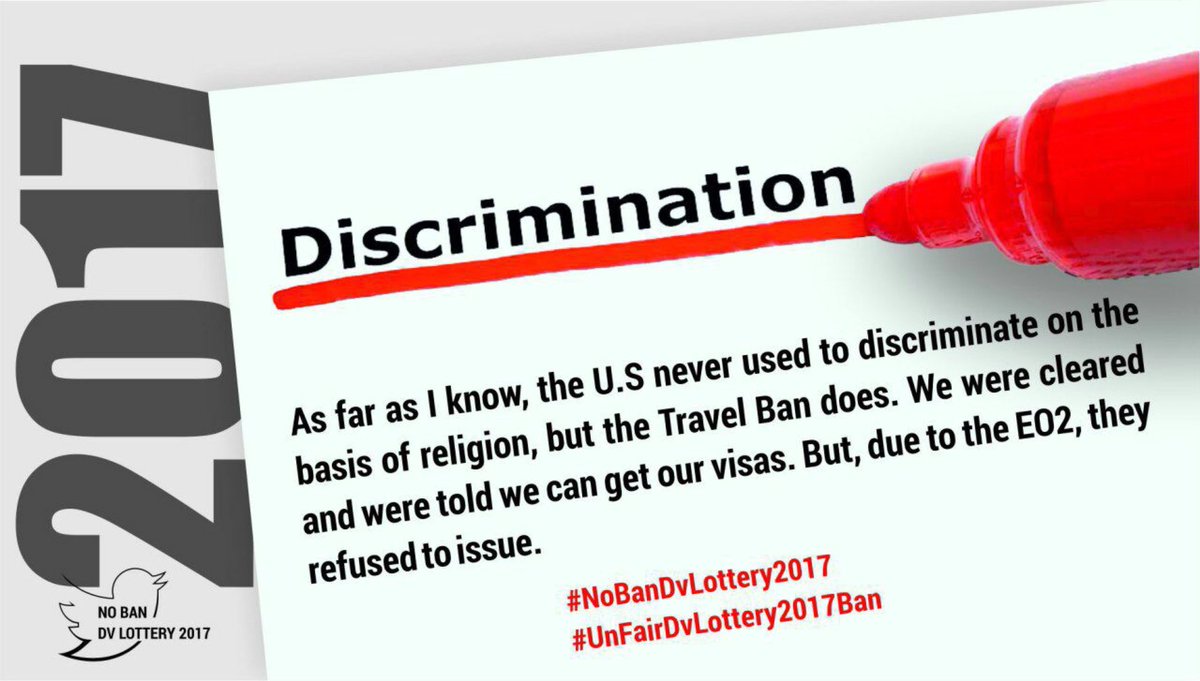 2017
Discrimination
As far as I know, the U.S never used to discriminate on the
basis of religion, but the Travel Ban does. We were cleared
and were told we can get our visas. But, due to the EO2, they
refused to issue.
#NoBanDvLottery2017
#UnFairDvLottery2017Ban
NO BAN
DV LOTTERY 2017